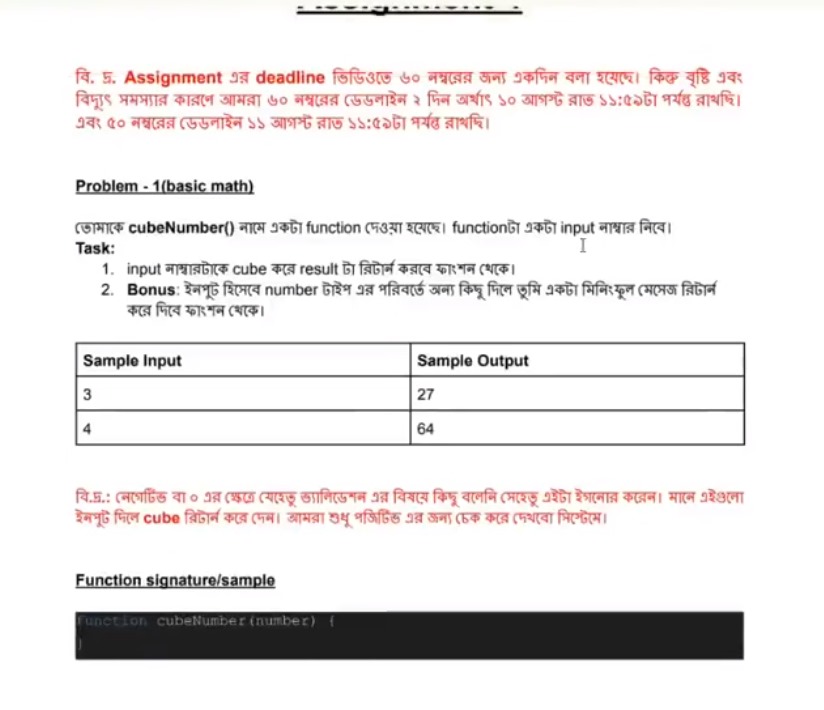 বি. দ্র. Assignment এর deadline ভিডিওতে ৬০ নম্বরের জন্য একদিন বলা হয়েছে। কিন্তু বৃষ্টি এবং
বিদ্যুৎ সমস্যার কারণে আমরা ৬০ নম্বরের ডেডলাইন ২ দিন অর্থাৎ ১০ আগস্ট রাত ১১:৫৯টা পর্যন্ত রাখছি।
এবং ৫০ নম্বরের ডেডলাইন ১১ আগস্ট রাত ১১:৫৯টা পর্যন্ত রাখছি।
Problem - 1(basic math)
তোমাকে cubeNumber() নামে একটা function দেওয়া হয়েছে। functionটা একটা input নাম্বার নিবে।
Task:
1. input নাম্বারটাকে cube করে result টা রিটার্ন করবে ফাংশন থেকে।
2. Bonus: ইনপুট হিসেবে number টাইপ এর পরিবর্তে অন্য কিছু দিলে তুমি একটা মিনিংফুল মেসেজ রিটার্ন
করে দিবে ফাংশন থেকে।
Sample Input Sample Output
3 27
4 64
বি.দ্র.: নেগেটিভ বা ০ এর ক্ষেত্রে যেহেতু ভ্যালিডেশন এর বিষয়ে কিছু বলেনি সেহেতু এইটা ইগনোর করেন। মানে এইগুলো
ইনপুট দিলে cube রিটার্ন করে দেন। আমরা শুধু পজিটিভ এর জন্য চেক করে দেখবো সিস্টেমে।
Function signature/sample
function cubeNumber(number) {
}